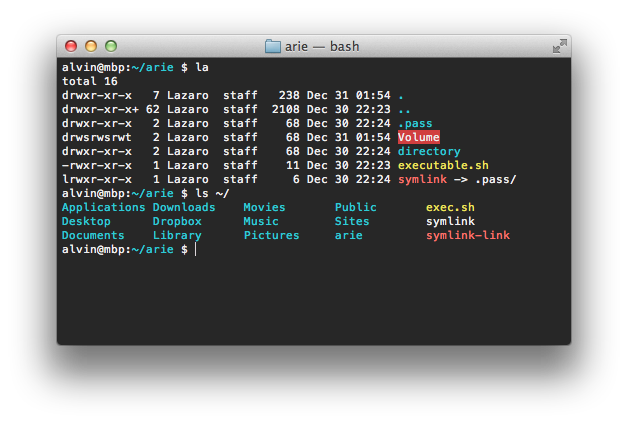 arie — bash
alvin@mbp:~/arie $ la
total 16
drwxr-xr-x   7 Lazaro  staff   238 Dec 31 01:54 .
drwxr-xr-x+ 62 Lazaro  staff  2108 Dec 30 22:23 ..
drwxr-xr-x   2 Lazaro  staff    68 Dec 30 22:24 .pass
drwsrwsrwt   2 Lazaro  staff    68 Dec 31 01:54 Volume
drwxr-xr-x   2 Lazaro  staff    68 Dec 30 22:24 directory
-rwxr-xr-x   1 Lazaro  staff    11 Dec 30 22:23 executable.sh
lrwxr-xr-x   1 Lazaro  staff     6 Dec 30 22:24 symlink -> .pass/
alvin@mbp:~/arie $ ls ~/
Applications Downloads    Movies       Public       exec.sh
Desktop      Dropbox      Music        Sites        symlink
Documents    Library      Pictures     arie         symlink-link
alvin@mbp:~/arie $